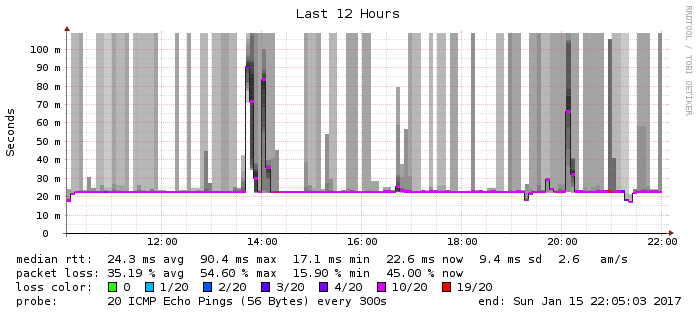 Last 12 Hours
RRDTOOL / TOBI OETIKER
Seconds
100 m
90 m
80 m
70 m
60 m
50 m
40 m
30 m
20 m
10 m
0
12:00 14:00 16:00 18:00 20:00 22:00
median rtt: 24.3 ms avg 90.4 ms max 17.1 ms min 22.6 ms now 9.4 ms sd 2.6 am/s
packet loss: 35.19 % avg 54.60 % max 15.90 % min 45.00 % now
loss color: 0 1/20 2/20 3/20 4/20 10/20 19/20
probe: 20 ICMP Echo Pings (56 Bytes) every 300s end: Sun Jan 15 22:05:03 2017